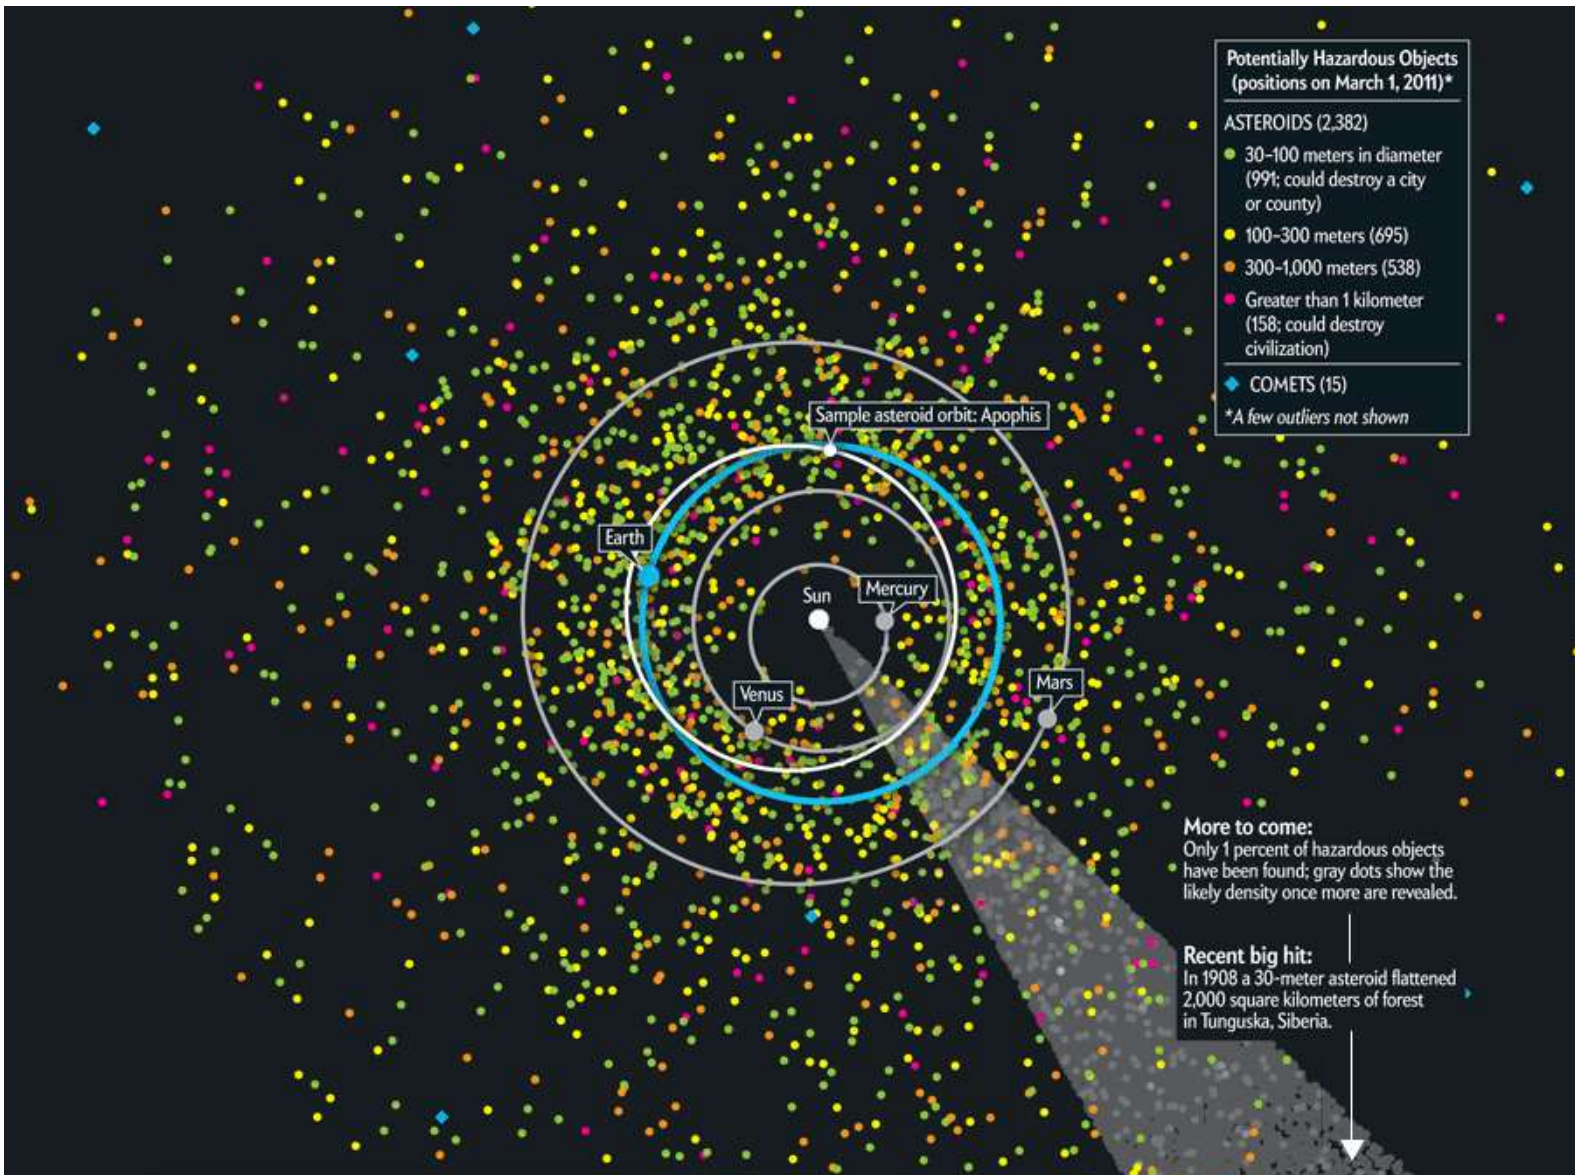 Potentially Hazardous Objects
(positions on March 1, 2011)*
ASTEROIDS (2,382)
30–100 meters in diameter
(991; could destroy a city
or county)
100–300 meters (695)
300–1,000 meters (538)
Greater than 1 kilometer
(158; could destroy
civilization)
COMETS (15)
*A few outliers not shown
Sample asteroid orbit: Apophis
Earth
Sun
Mercury
Venus
Mars
More to come:
Only 1 percent of hazardous objects
have been found; gray dots show the
likely density once more are revealed.
Recent big hit:
In 1908 a 30-meter asteroid flattened
2,000 square kilometers of forest
in Tunguska, Siberia.